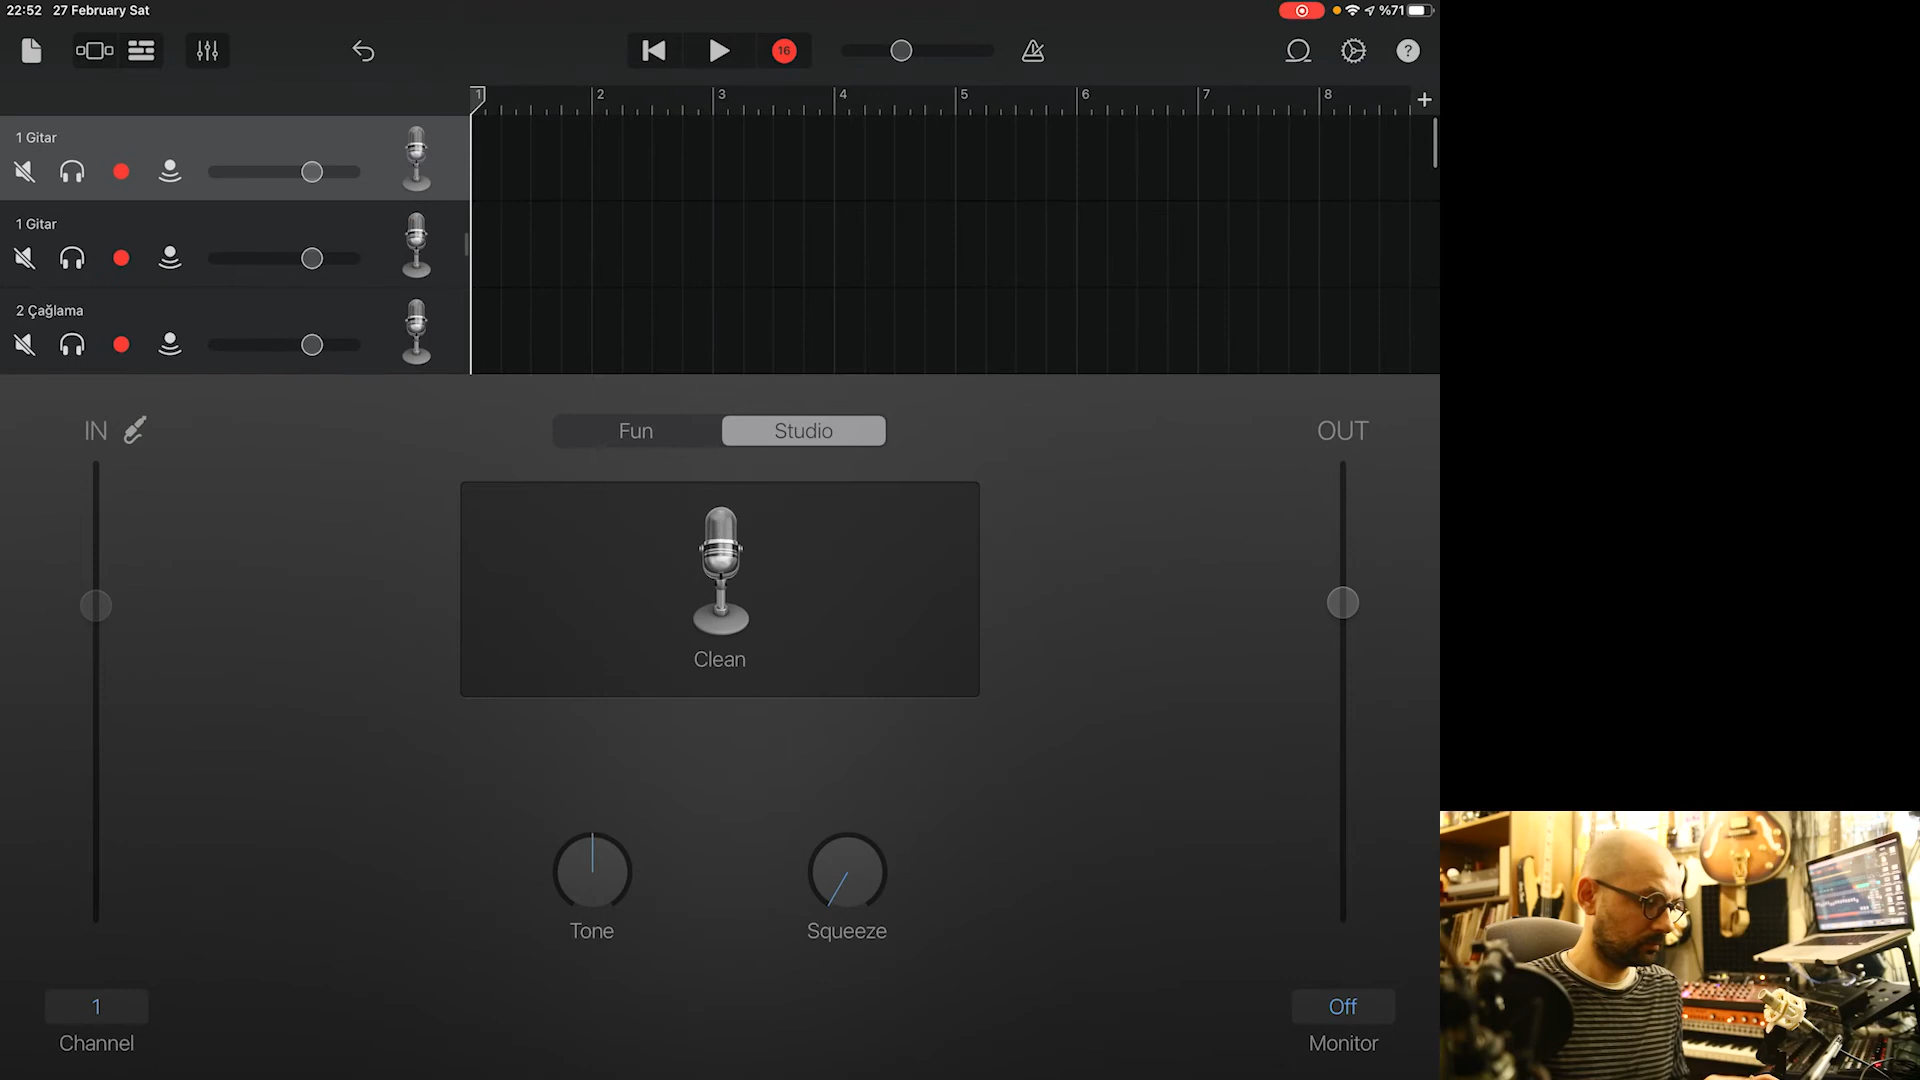 22:52 27 February Sat
%71
16
1 2 3 4 5 6 7 8
1 Gitar
1 Gitar
2 Çağlama
IN
Fun
Studio
OUT
Clean
Tone
Squeeze
1
Channel
Off
Monitor